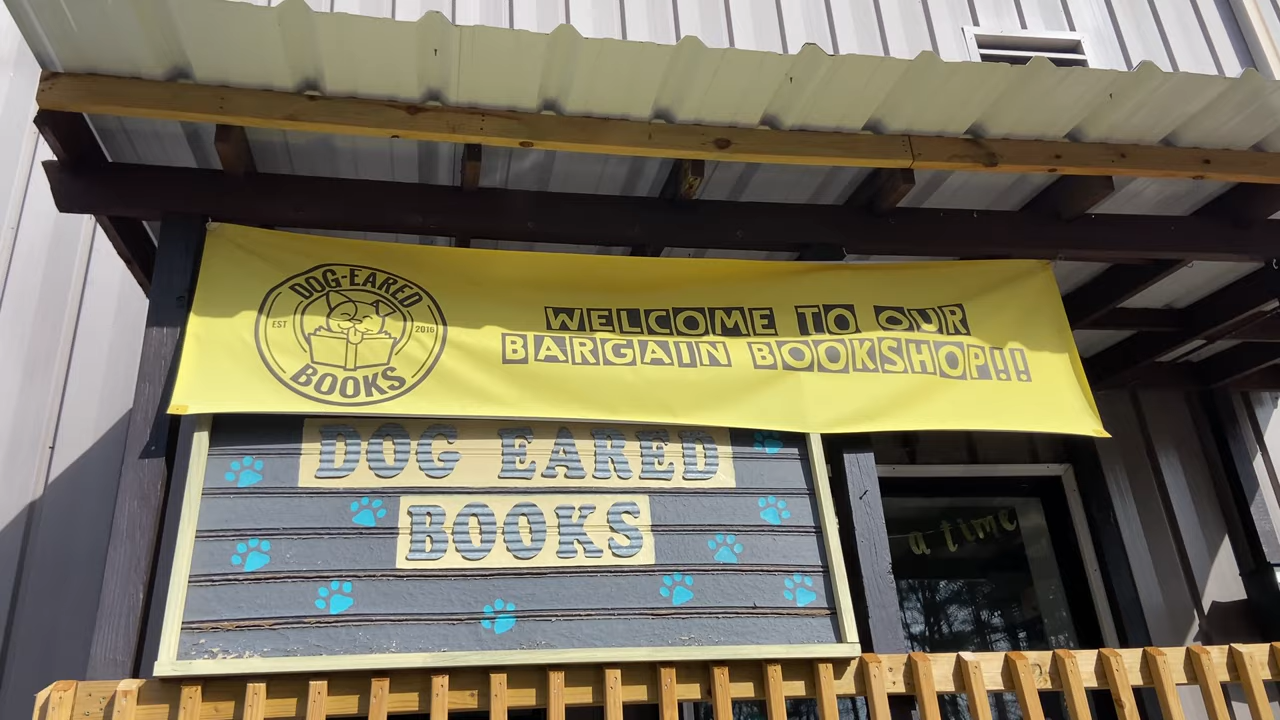 DOG-EARED
EST 2016
BOOKS
WELCOME TO OUR
BARGAIN BOOKSHOP!!
DOG EARED
BOOKS
a time